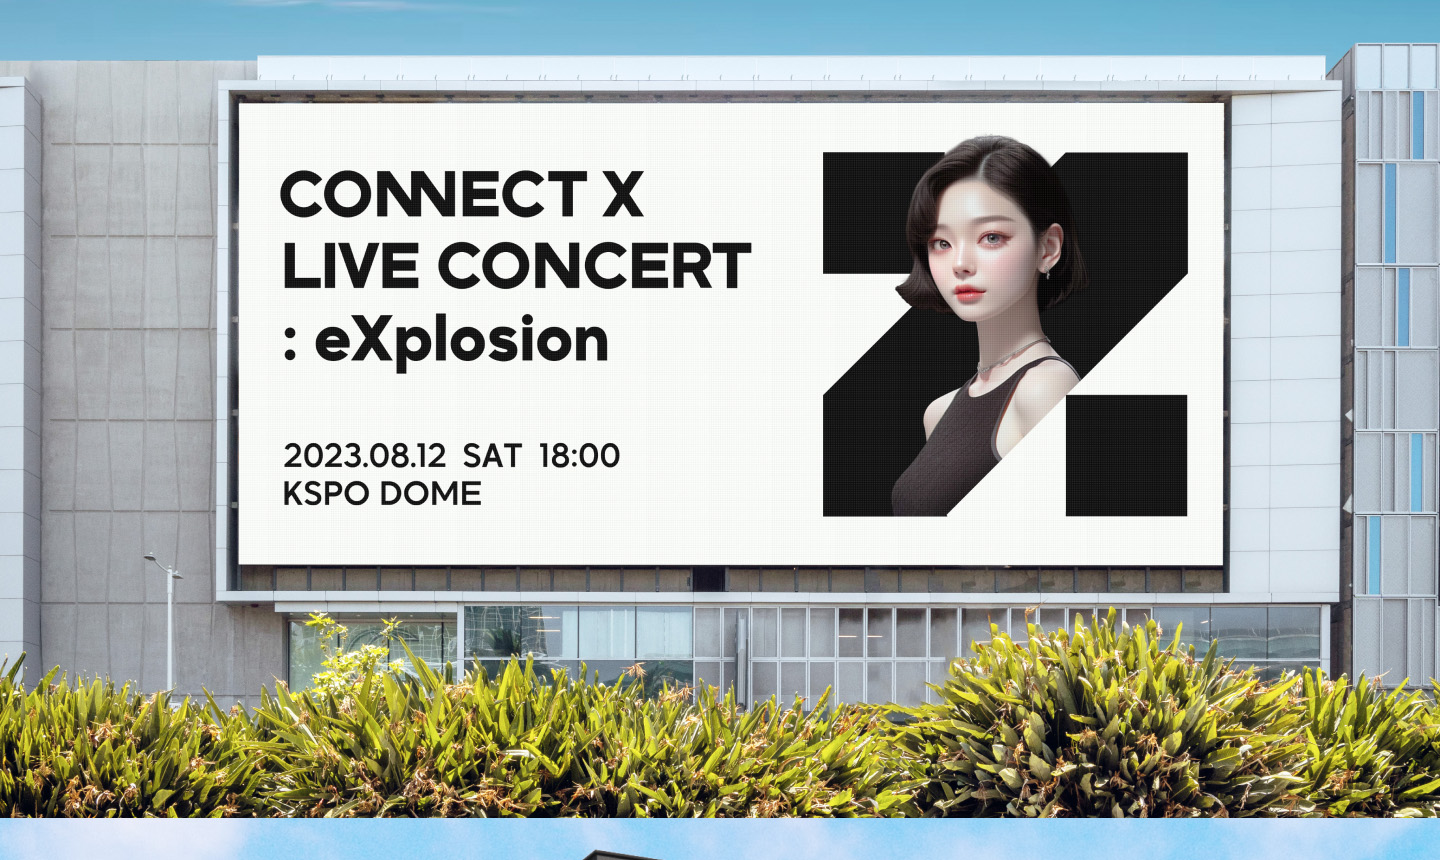 CONNECT X
LIVE CONCERT
: eXplosion
2023.08.12 SAT 18:00
KSPO DOME